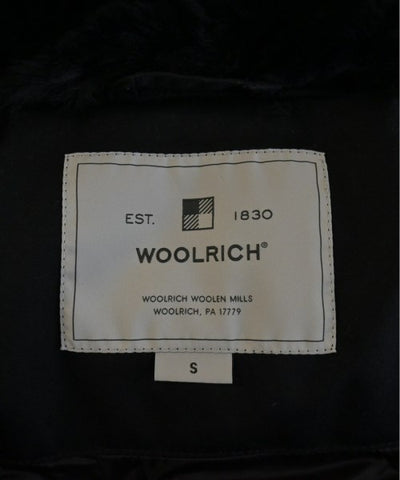 EST. 1830
WOOLRICH®
WOOLRICH WOOLEN MILLS
WOOLRICH, PA 17779
S